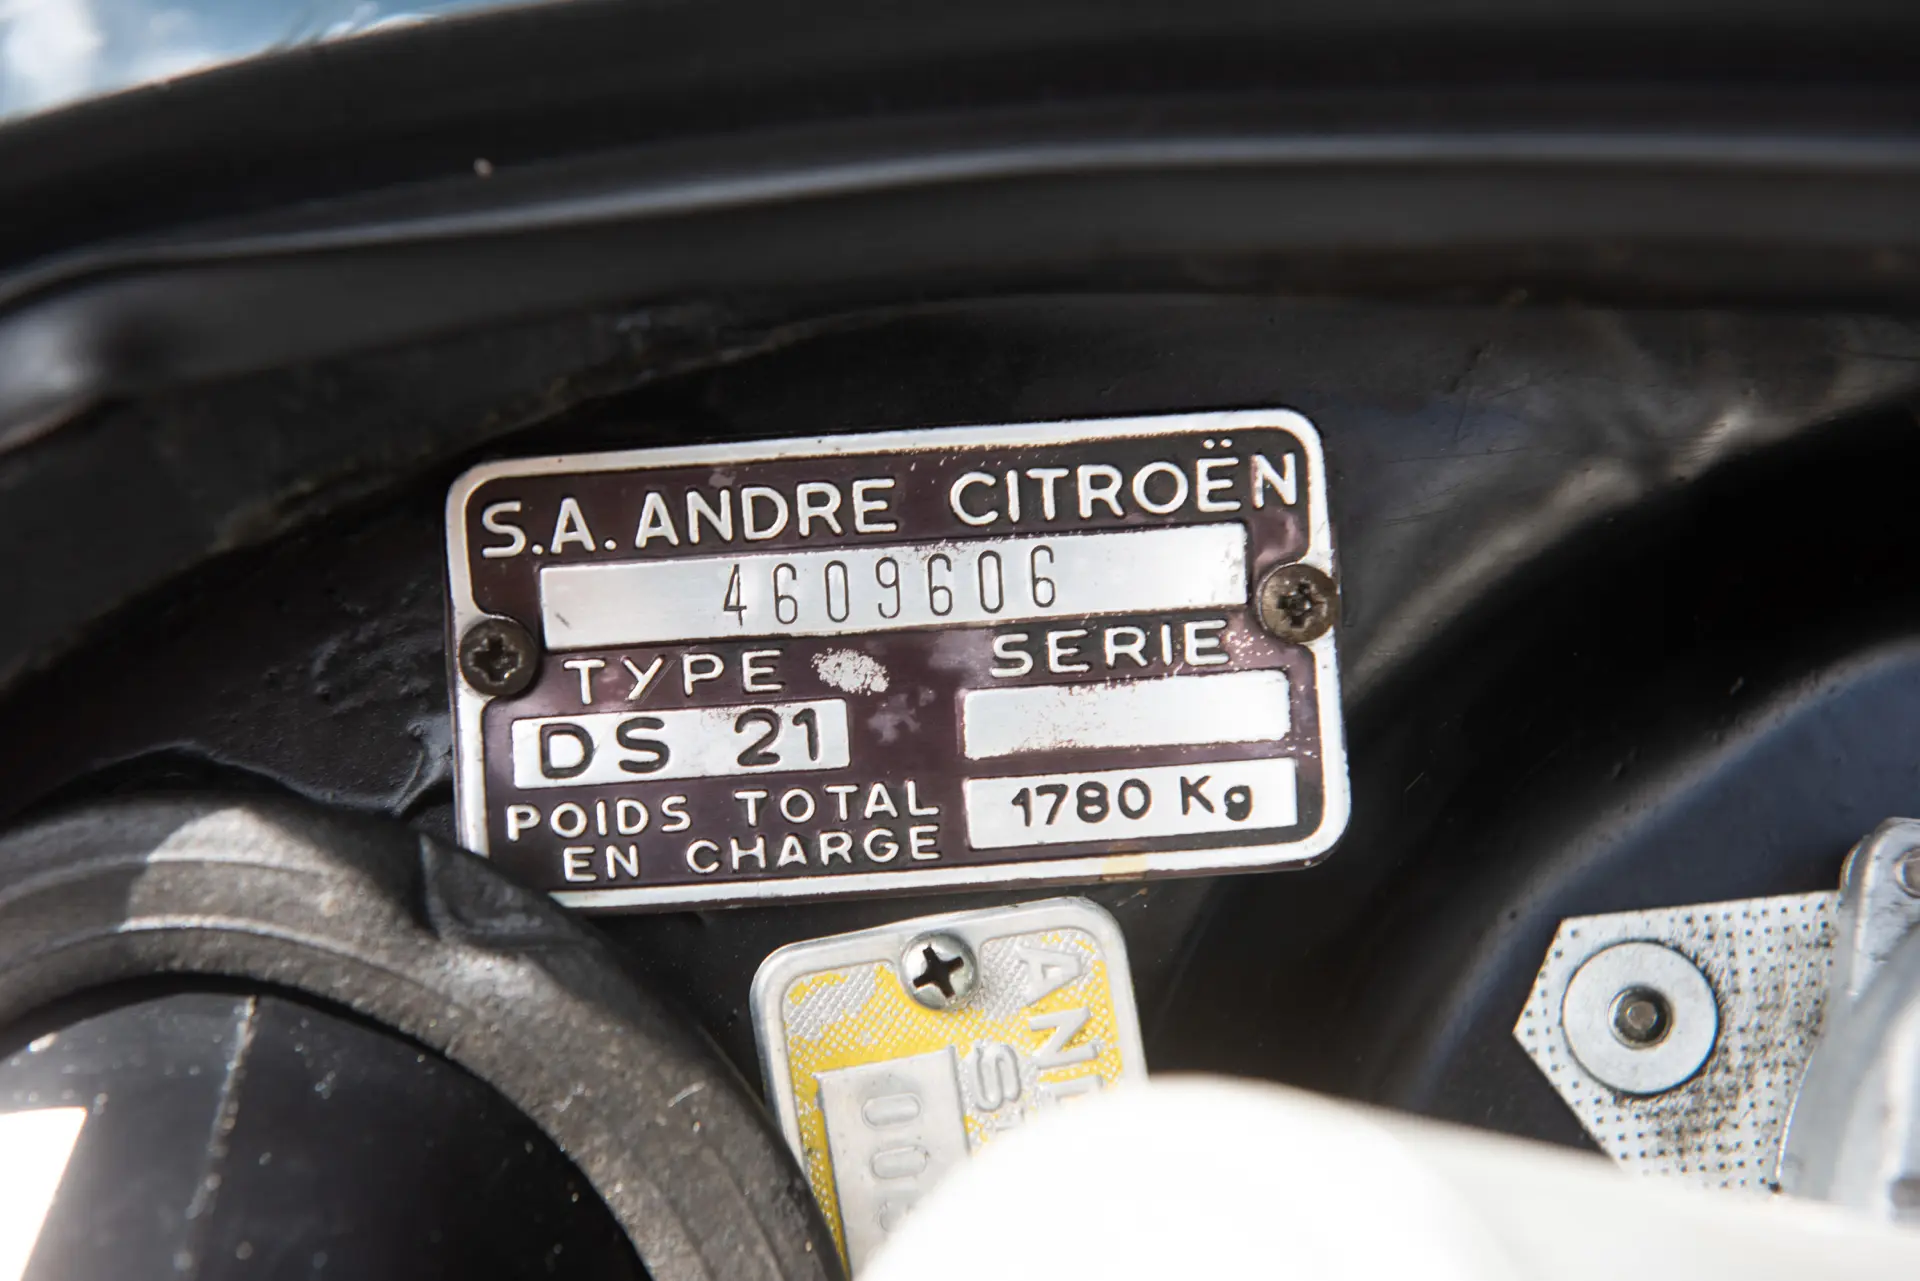 S.A. ANDRE CITROËN
4609606
TYPE SERIE
DS 21
POIDS TOTAL
EN CHARGE
1780 Kg